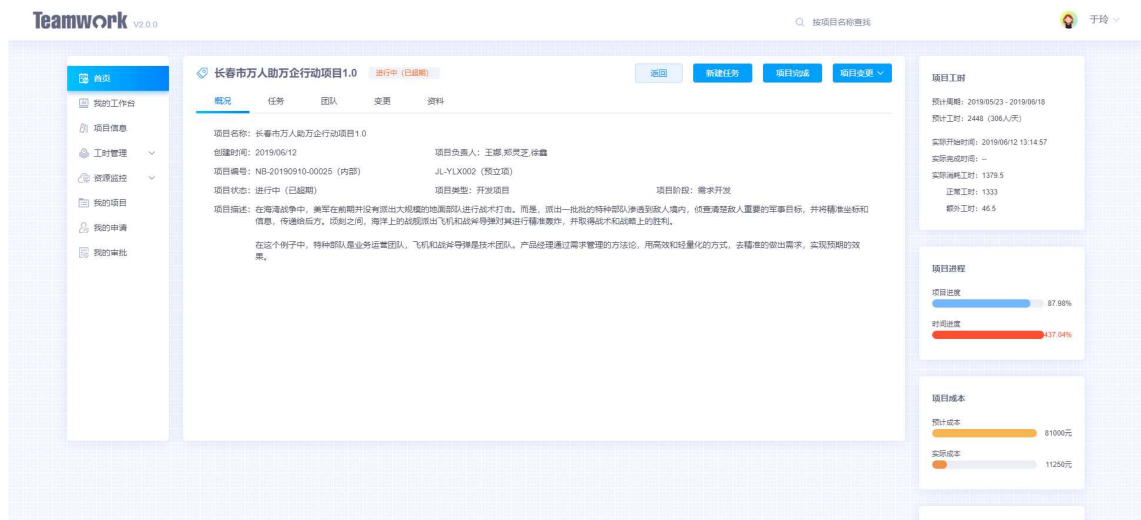 Teamwork V2.0.0
按项目名称查找
于玲
首页
我的工作台
项目信息
工时管理
资源监控
我的项目
我的申请
我的审批
长春市万人助万企行动项目1.0
进行中（已超期）
返回
新建任务
项目完成
项目变更
概况
任务
团队
变更
资料
项目名称：长春市万人助万企行动项目1.0
创建时间：2019/06/12
项目负责人：王娜,郑灵芝,徐鑫
项目编号：NB-20190910-00025（内部）
JL-YLX002（预立项）
项目状态：进行中（已超期）
项目类型：开发项目
项目阶段：需求开发
项目描述：在海湾战争中，美军在前期并没有派出大规模的地面部队进行战术打击。而是，派出一批批的特种部队渗透到敌人境内，侦查清楚敌人重要的军事目标，并将精准坐标和
信息，传递给后方。顷刻之间，海洋上的战舰派出飞机和战斧导弹对其进行精准轰炸，并取得战术和战略上的胜利。
在这个例子中，特种部队是业务运营团队，飞机和战斧导弹是技术团队。产品经理通过需求管理的方法论，用高效和轻量化的方式，去精准的做出需求，实现预期的效
果。
项目工时
预计周期：2019/05/23 - 2019/06/18
预计工时：2448（306人/天）
实际开始时间：2019/06/12 13:14:57
实际完成时间：--
实际消耗工时：1379.5
正常工时：1333
额外工时：46.5
项目进程
项目进度
87.98%
时间进度
437.04%
项目成本
预计成本
81000元
实际成本
11250元